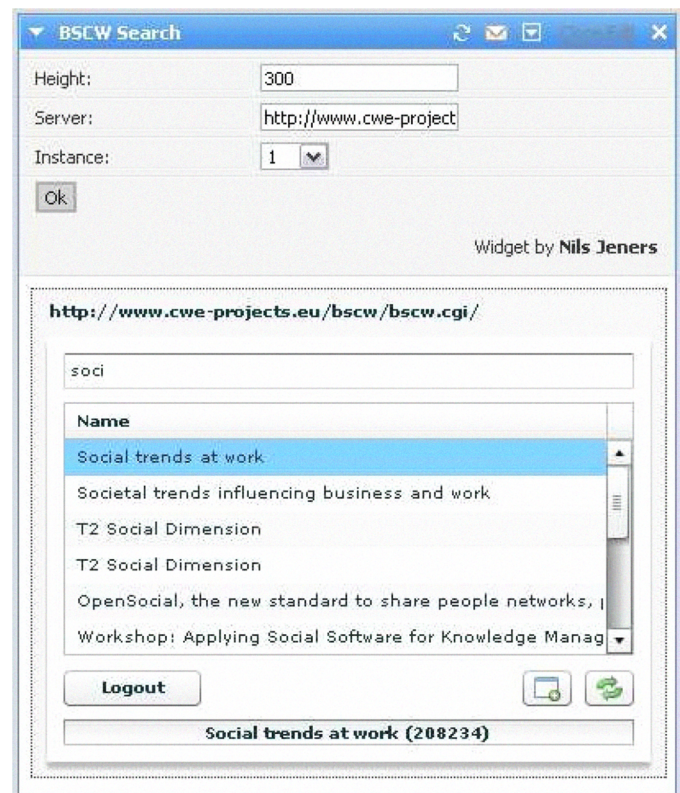 BSCW Search
Height: 300
Server: http://www.cwe-project
Instance: 1
Ok
Widget by Nils Jeners
http://www.cwe-projects.eu/bscw/bscw.cgi/
soci
Name
Social trends at work
Societal trends influencing business and work
T2 Social Dimension
T2 Social Dimension
OpenSocial, the new standard to share people networks,
Workshop: Applying Social Software for Knowledge Manag
Logout
Social trends at work (208234)